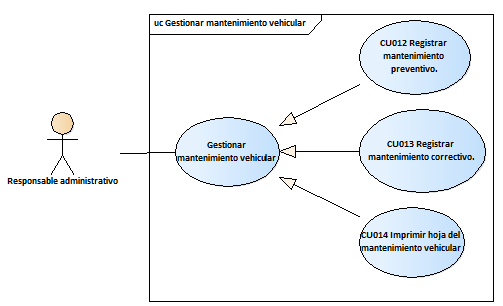 uc Gestionar mantenimiento vehicular
CU012 Registrar
mantenimiento
preventivo.
Gestionar
mantenimiento vehicular
CU013 Registrar
mantenimiento correctivo.
Responsable administrativo
CU014 Imprimir hoja del
mantenimiento vehicular